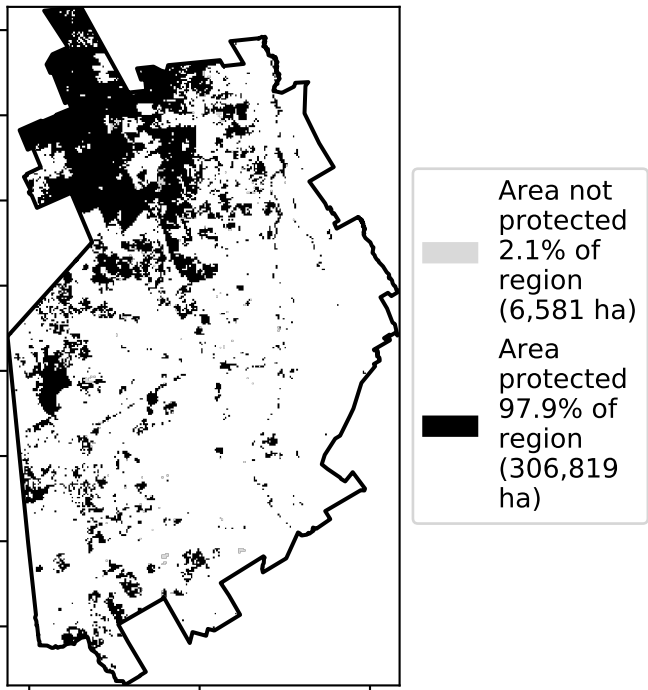 Area not
protected
2.1% of
region
(6,581 ha)
Area
protected
97.9% of
region
(306,819
ha)